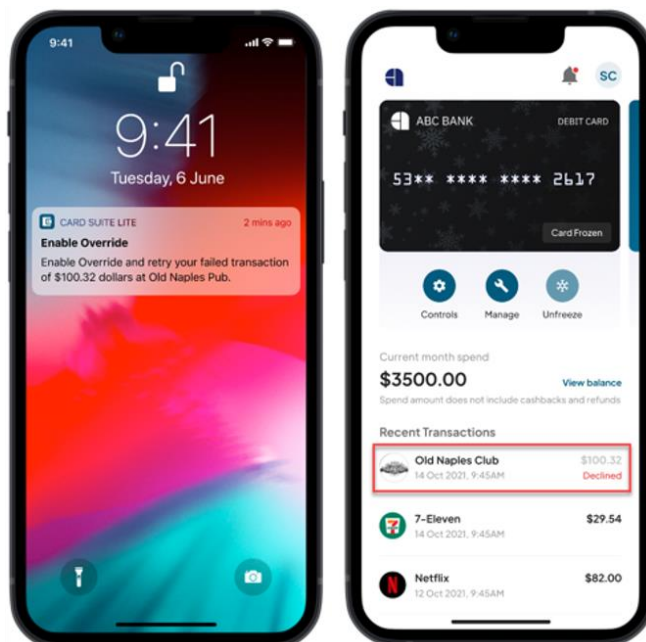 9:41
9:41
Tuesday, 6 June
CARD SUITE LITE 2 mins ago
Enable Override
Enable Override and retry your failed transaction
of $100.32 dollars at Old Naples Pub.
SC
ABC BANK DEBIT CARD
53** **** **** 2617
Card Frozen
Controls Manage Unfreeze
Current month spend
$3500.00 View balance
Spend amount does not include cashbacks and refunds
Recent Transactions
Old Naples Club $100.32
14 Oct 2021, 9:45AM Declined
7-Eleven $29.54
14 Oct 2021, 9:45AM
Netflix $82.00
12 Oct 2021, 9:45AM